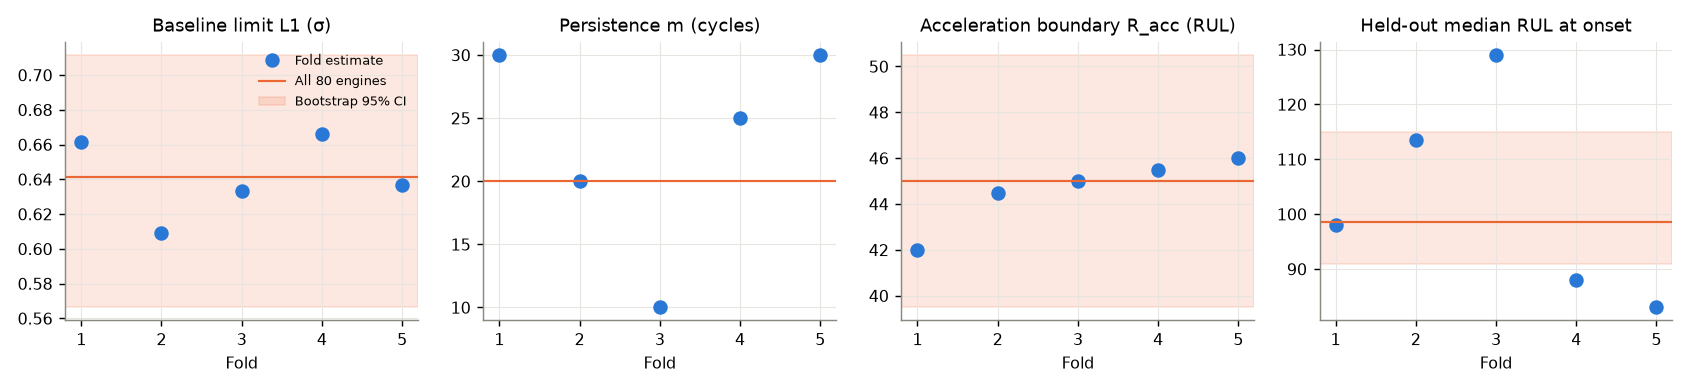 Baseline limit L1 (σ)
Fold estimate
All 80 engines
Bootstrap 95% CI
0.70
0.68
0.66
0.64
0.62
0.60
0.58
0.56
1 2 3 4 5
Fold
Persistence m (cycles)
30
25
20
15
10
1 2 3 4 5
Fold
Acceleration boundary R_acc (RUL)
50
48
46
44
42
40
1 2 3 4 5
Fold
Held-out median RUL at onset
130
120
110
100
90
1 2 3 4 5
Fold